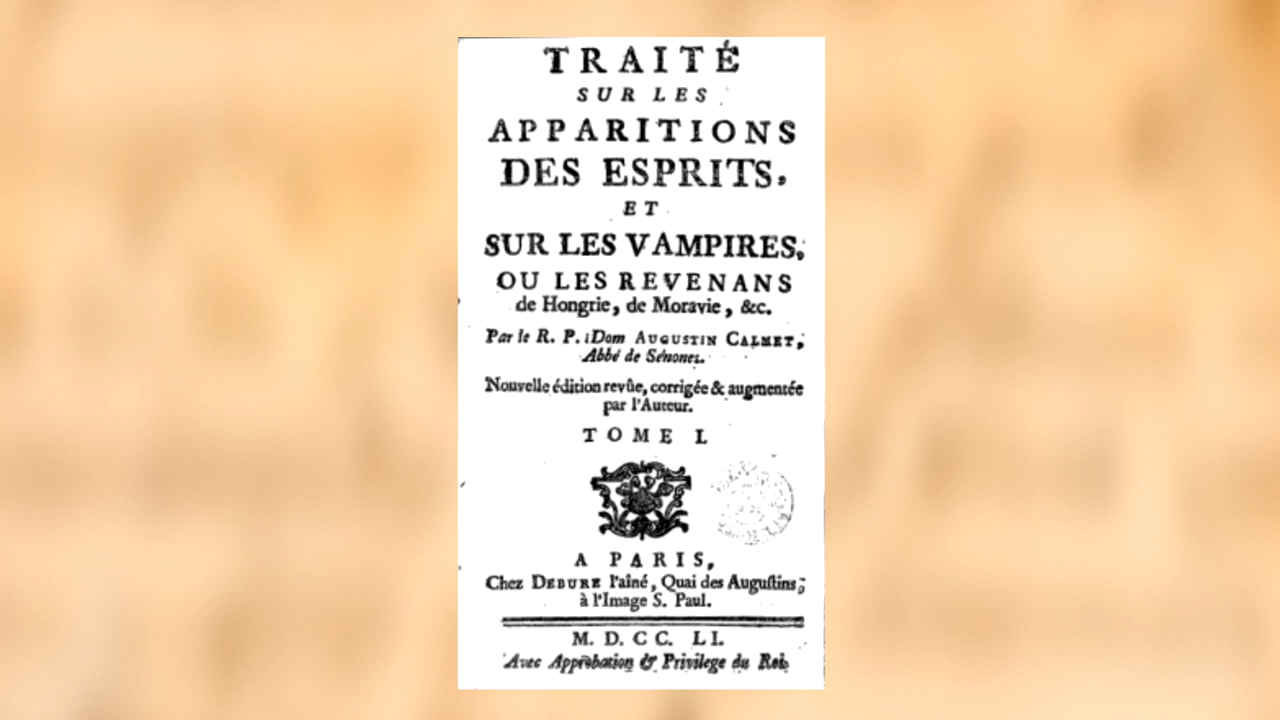 TRAITÉ
SUR LES
APPARITIONS
DES ESPRITS,
ET
SUR LES VAMPIRES,
OU LES REVENANS
de Hongrie, de Moravie, &c.
Par le R. P. Dom AUGUSTIN CALMET,
Abbé de Sénones.
Nouvelle édition revûe, corrigée & augmentée
par l'Auteur.
TOME I.
A PARIS,
Chez DEBURE l'aîné, Quai des Auguſtins,
à l'Image S. Paul.
M. D. CC. LI.
Avec Approbation & Privilege du Roi.